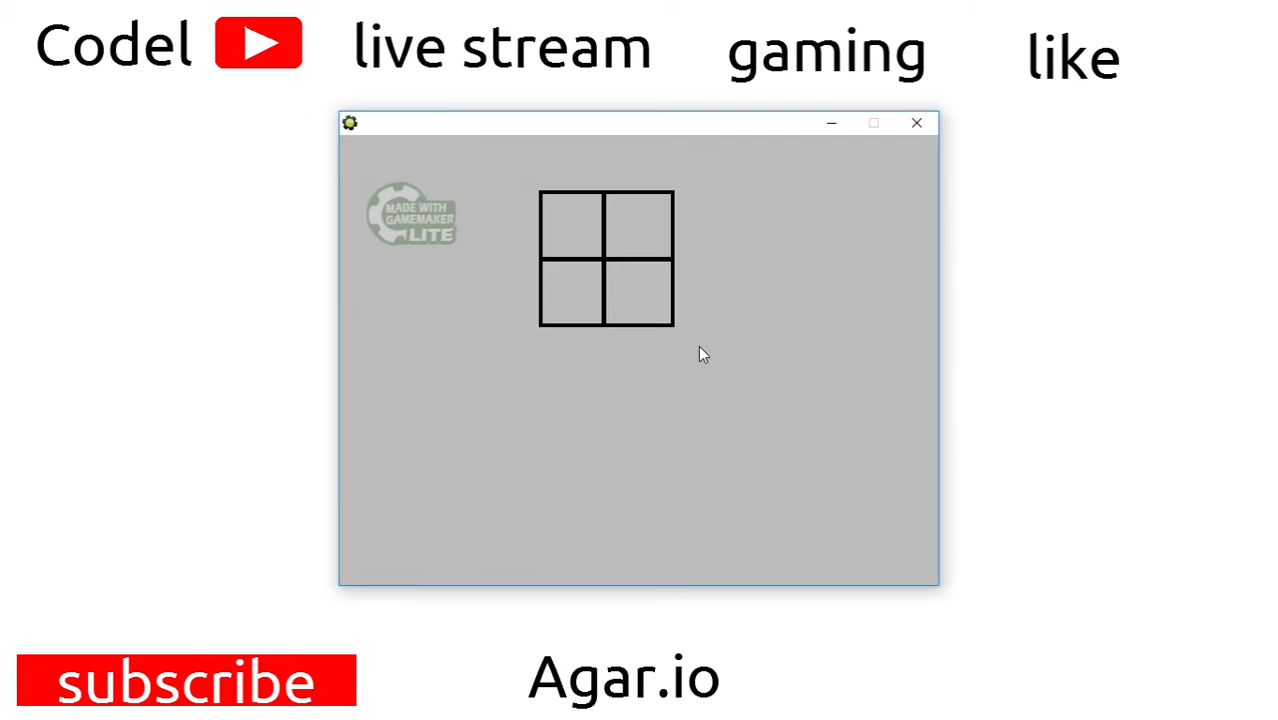 Codel live stream gaming like
MADE WITH
GAMEMAKER
LITE
subscribe Agar.io